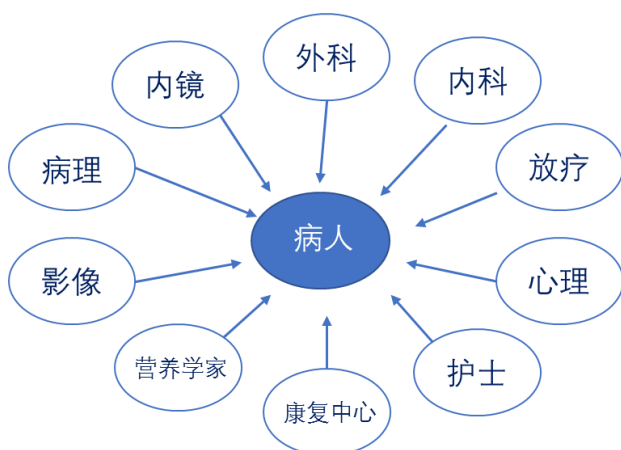 外科
内镜
内科
病理
放疗
病人
影像
心理
营养学家
护士
康复中心